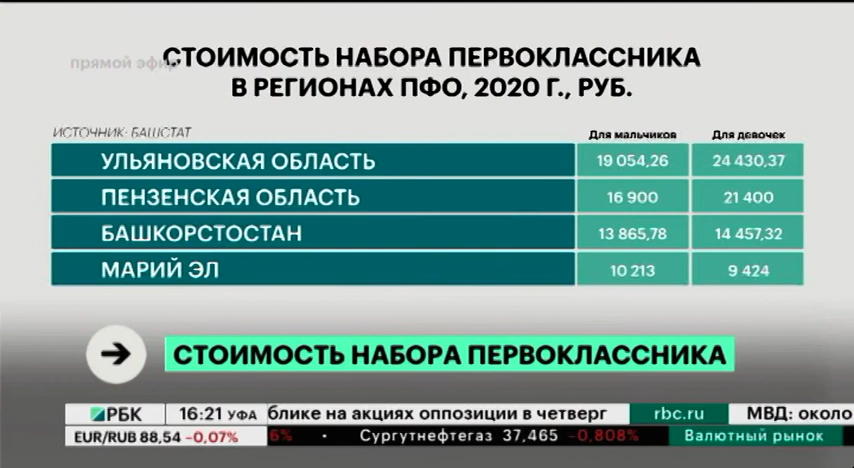 прямой эфир
СТОИМОСТЬ НАБОРА ПЕРВОКЛАССНИКА
В РЕГИОНАХ ПФО, 2020 Г., РУБ.
ИСТОЧНИК: БАШСТАТ Для мальчиков Для девочек
УЛЬЯНОВСКАЯ ОБЛАСТЬ 19 054,26 24 430,37
ПЕНЗЕНСКАЯ ОБЛАСТЬ 16 900 21 400
БАШКОРСТОСТАН 13 865,78 14 457,32
МАРИЙ ЭЛ 10 213 9 424
СТОИМОСТЬ НАБОРА ПЕРВОКЛАССНИКА
РБК 16:21 УФА блике на акциях оппозиции в четверг rbc.ru МВД: около
EUR/RUB 88,54 -0,07% 6% · Сургутнефтегаз 37,465 -0,808% Валютный рынок